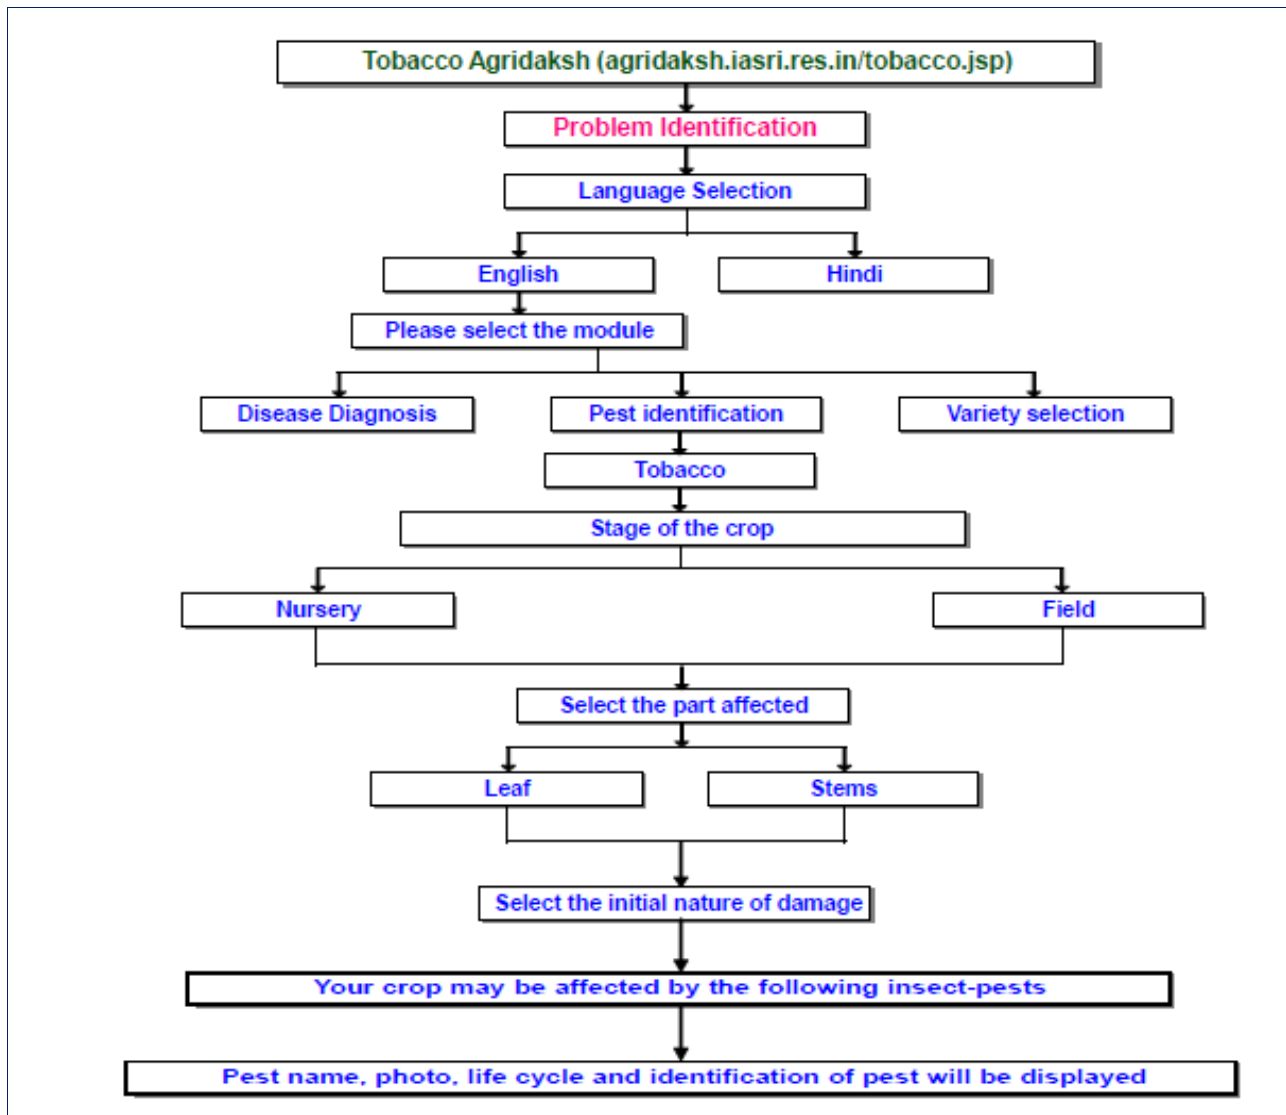 Tobacco Agridaksh (agridaksh.iasri.res.in/tobacco.jsp)
Problem Identification
Language Selection
English
Hindi
Please select the module
Disease Diagnosis
Pest identification
Variety selection
Tobacco
Stage of the crop
Nursery
Field
Select the part affected
Leaf
Stems
Select the initial nature of damage
Your crop may be affected by the following insect-pests
Pest name, photo, life cycle and identification of pest will be displayed